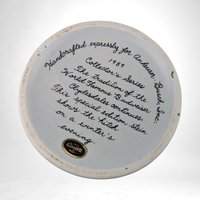 Handcrafted expressly for Anheuser Busch, Inc.
1989
Collector's Series
The Tradition of the
World Famous Budweiser
Clydesdales continues.
This special edition stein
shows the hitch
on a winter's
evening.